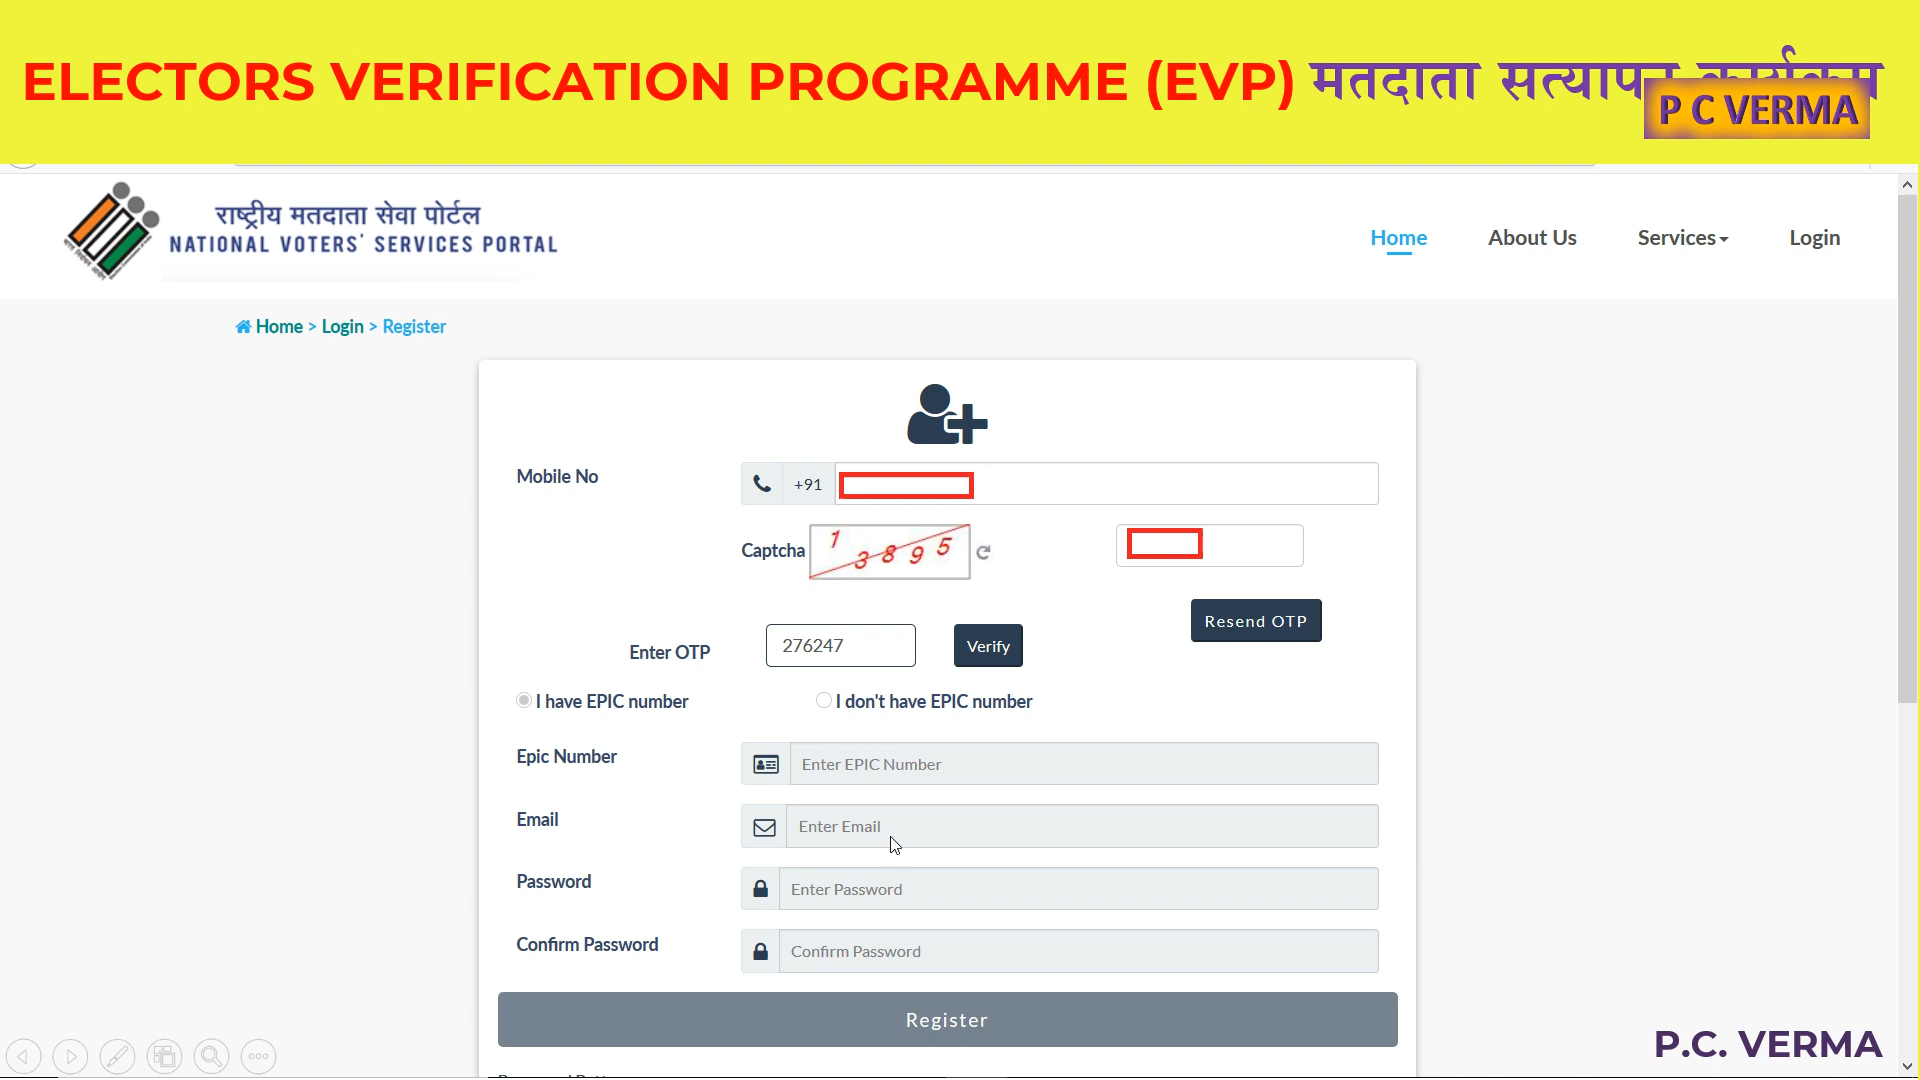 ELECTORS VERIFICATION PROGRAMME (EVP) मतदाता सत्यापन कार्यक्रम
P C VERMA
राष्ट्रीय मतदाता सेवा पोर्टल
NATIONAL VOTERS' SERVICES PORTAL
Home About Us Services Login
Home > Login > Register
Mobile No +91
Captcha 1 3 8 9 5
Resend OTP
Enter OTP 276247 Verify
I have EPIC number I don't have EPIC number
Epic Number Enter EPIC Number
Email Enter Email
Password Enter Password
Confirm Password Confirm Password
Register
P.C. VERMA